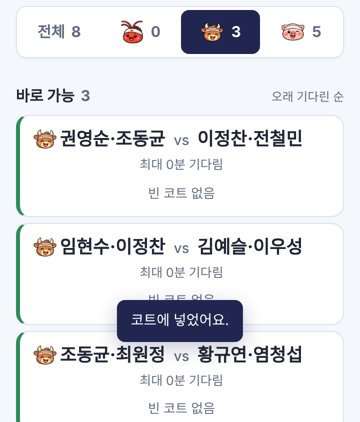 전체 8 0 3 5
바로 가능 3 오래 기다린 순
권영순·조동균 vs 이정찬·전철민
최대 0분 기다림
빈 코트 없음
임현수·이정찬 vs 김예슬·이우성
최대 0분 기다림
코트에 넣었어요.
조동균·최원정 vs 황규연·염청섭
최대 0분 기다림
빈 코트 없음